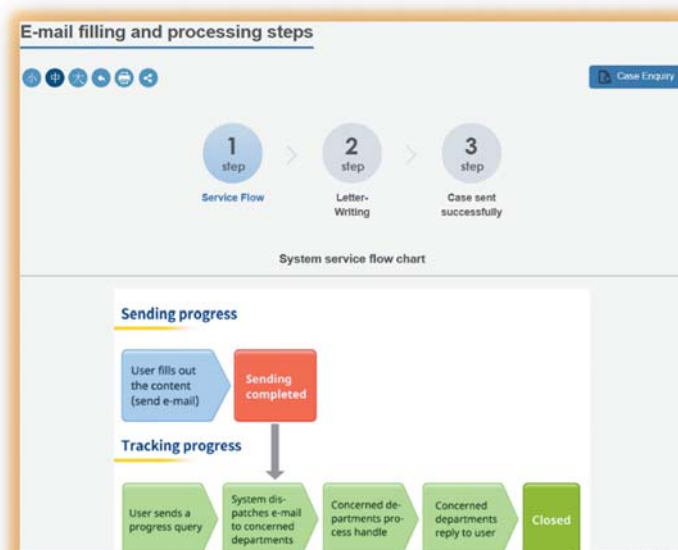 E-mail filling and processing steps
小 中 大
Case Enquiry
1
step
2
step
3
step
Service Flow
Letter-
Writing
Case sent
successfully
System service flow chart
Sending progress
User fills out
the content
(send e-mail)
Sending
completed
Tracking progress
User sends a
progress query
System dis-
patches e-mail
to concerned
departments
Concerned de-
partments pro-
cess handle
Concerned
departments
reply to user
Closed